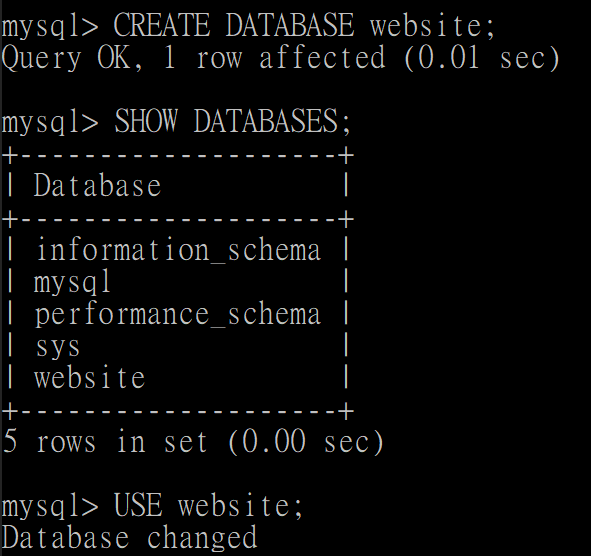 mysql> CREATE DATABASE website;
Query OK, 1 row affected (0.01 sec)
mysql> SHOW DATABASES;
+--------------------+
| Database           |
+--------------------+
| information_schema |
| mysql              |
| performance_schema |
| sys                |
| website            |
+--------------------+
5 rows in set (0.00 sec)
mysql> USE website;
Database changed